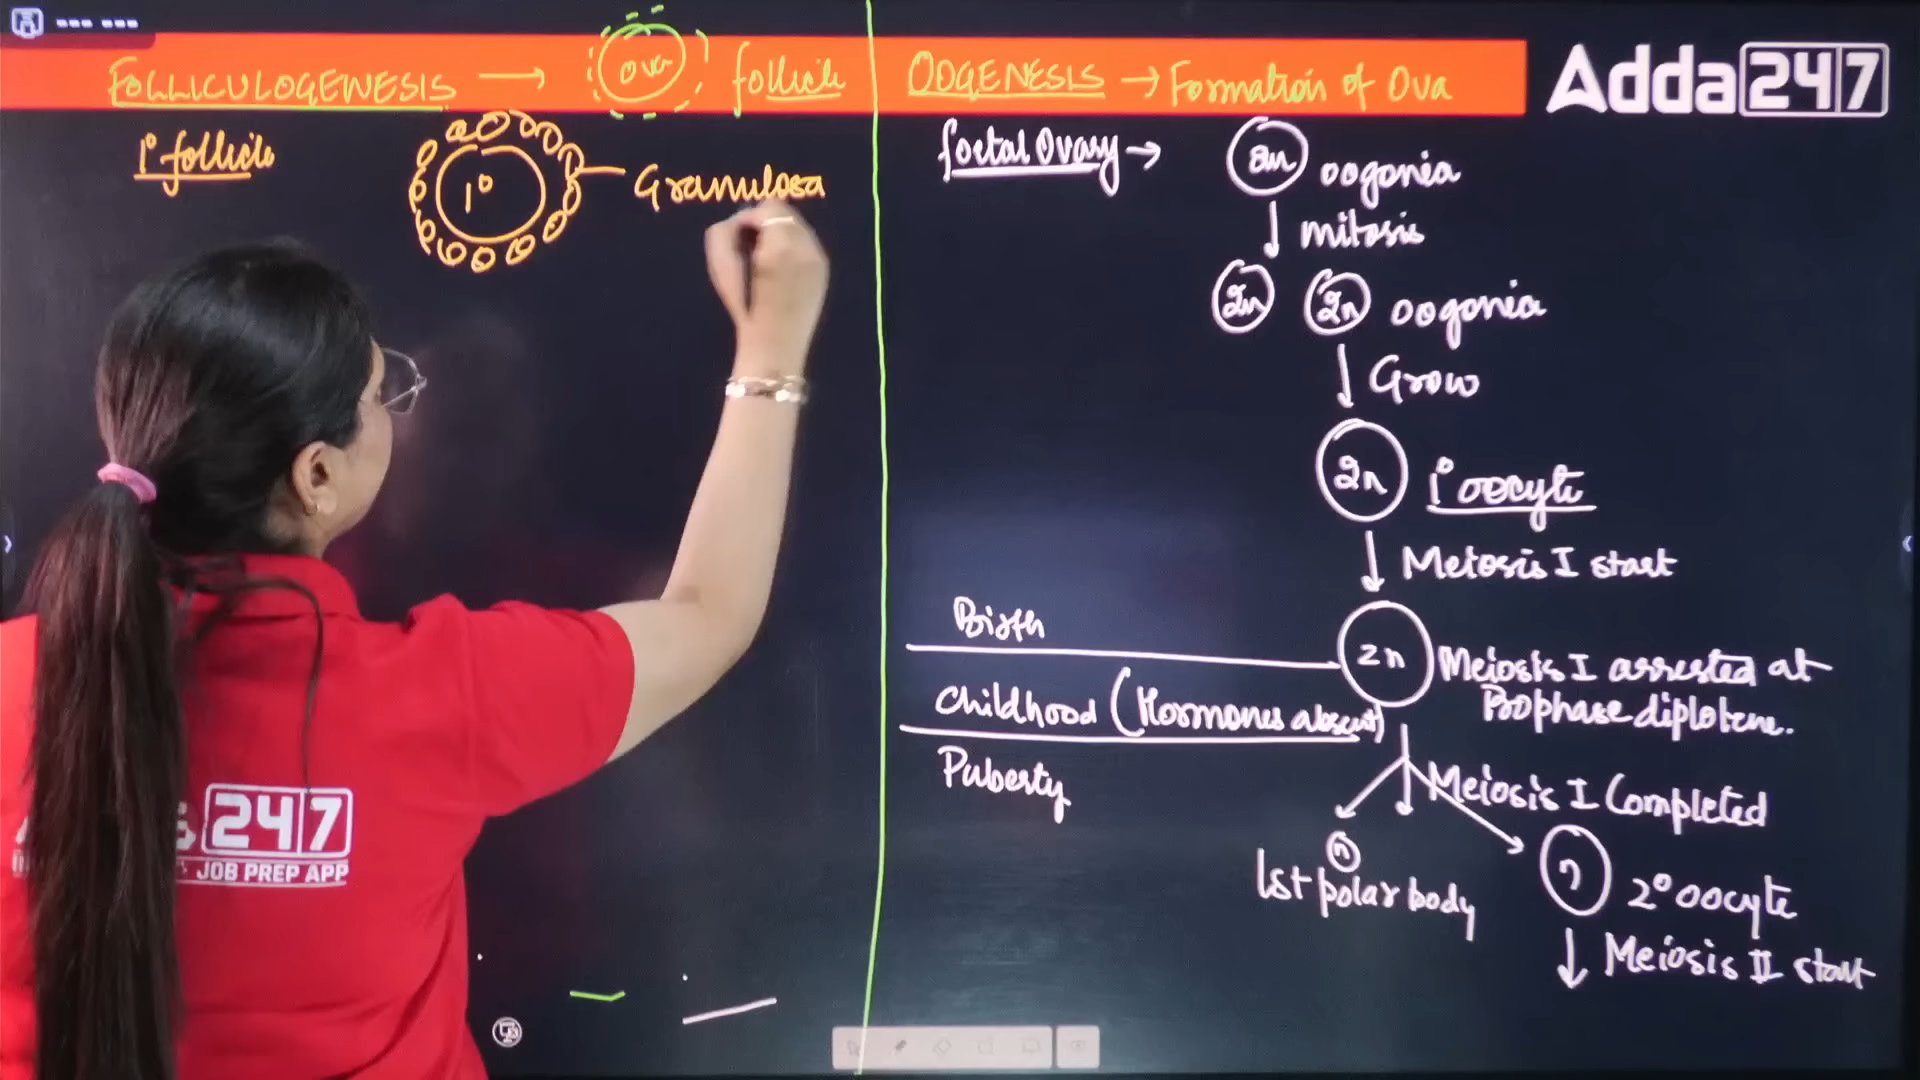 FOLLICULOGENESIS → ova follicle
1° follicle
1°
Granulosa
OOGENESIS → Formation of Ova
Adda247
foetal Ovary →
2n oogonia
mitosis
2n 2n oogonia
Grow
2n 1° oocyte
Meiosis I start
Birth
2n Meiosis I arrested at
Prophase diplotene.
Childhood (Hormones absent)
Puberty
Meiosis I Completed
n
1st polar body
n 2° oocyte
Meiosis II start
247
JOB PREP APP